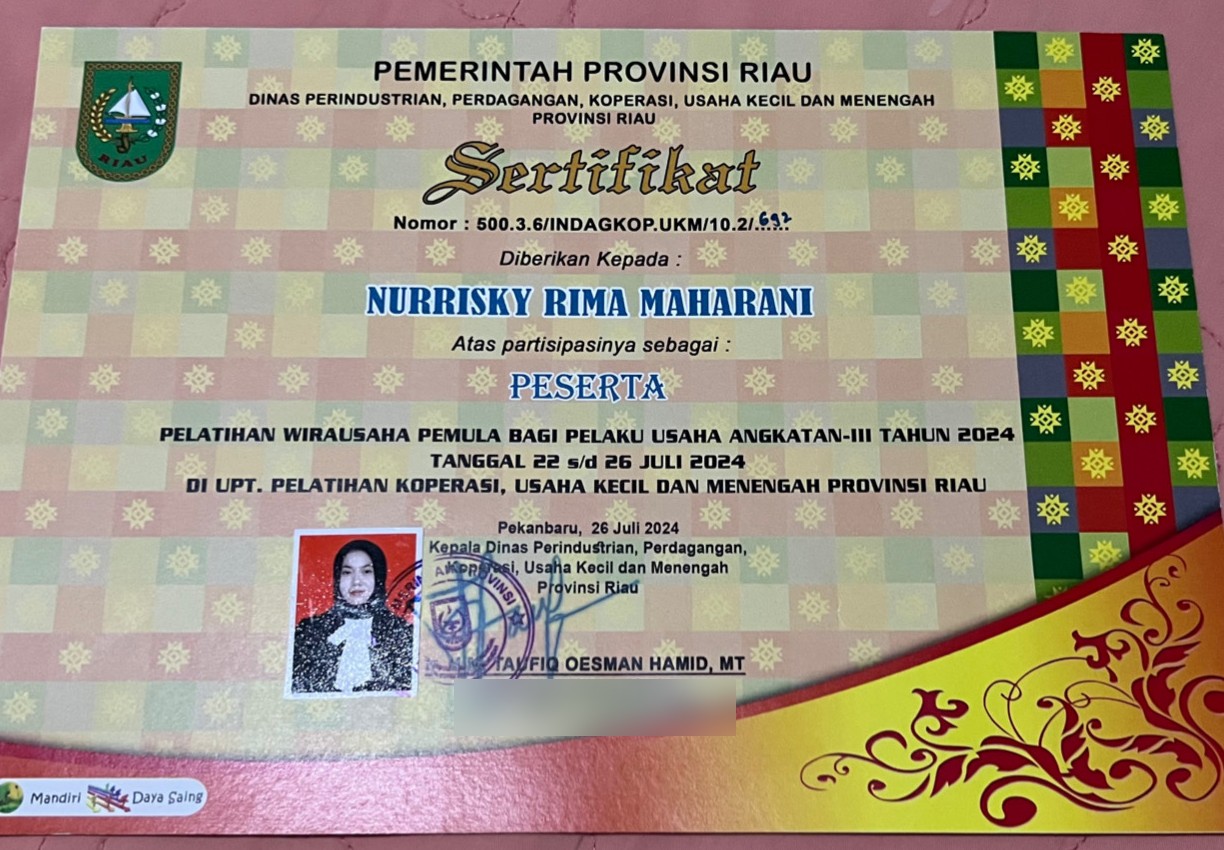 PEMERINTAH PROVINSI RIAU
DINAS PERINDUSTRIAN, PERDAGANGAN, KOPERASI, USAHA KECIL DAN MENENGAH
PROVINSI RIAU
RIAU
Sertifikat
Nomor : 500.3.6/INDAGKOP.UKM/10.2/.697
Diberikan Kepada :
NURRISKY RIMA MAHARANI
Atas partisipasinya sebagai :
PESERTA
PELATIHAN WIRAUSAHA PEMULA BAGI PELAKU USAHA ANGKATAN-III TAHUN 2024
TANGGAL 22 s/d 26 JULI 2024
DI UPT. PELATIHAN KOPERASI, USAHA KECIL DAN MENENGAH PROVINSI RIAU
Pekanbaru, 26 Juli 2024
Kepala Dinas Perindustrian, Perdagangan,
Koperasi, Usaha Kecil dan Menengah
Provinsi Riau
TAUFIQ OESMAN HAMID, MT
Mandiri Daya Saing